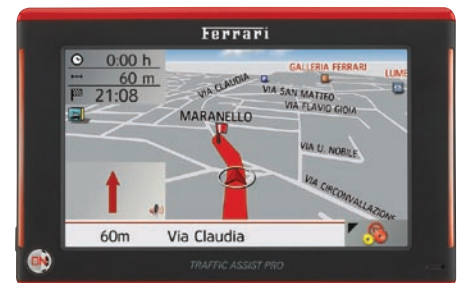 Ferrari
0:00 h
60 m
21:08
GALLERIA FERRARI
LUME
VIA CLAUDIA
VIA SAN MATTEO
VIA FLAVIO GIOIA
MARANELLO
VIA U. NOBILE
VIA CIRCONVALLAZIONE
60m Via Claudia
TRAFFIC ASSIST PRO